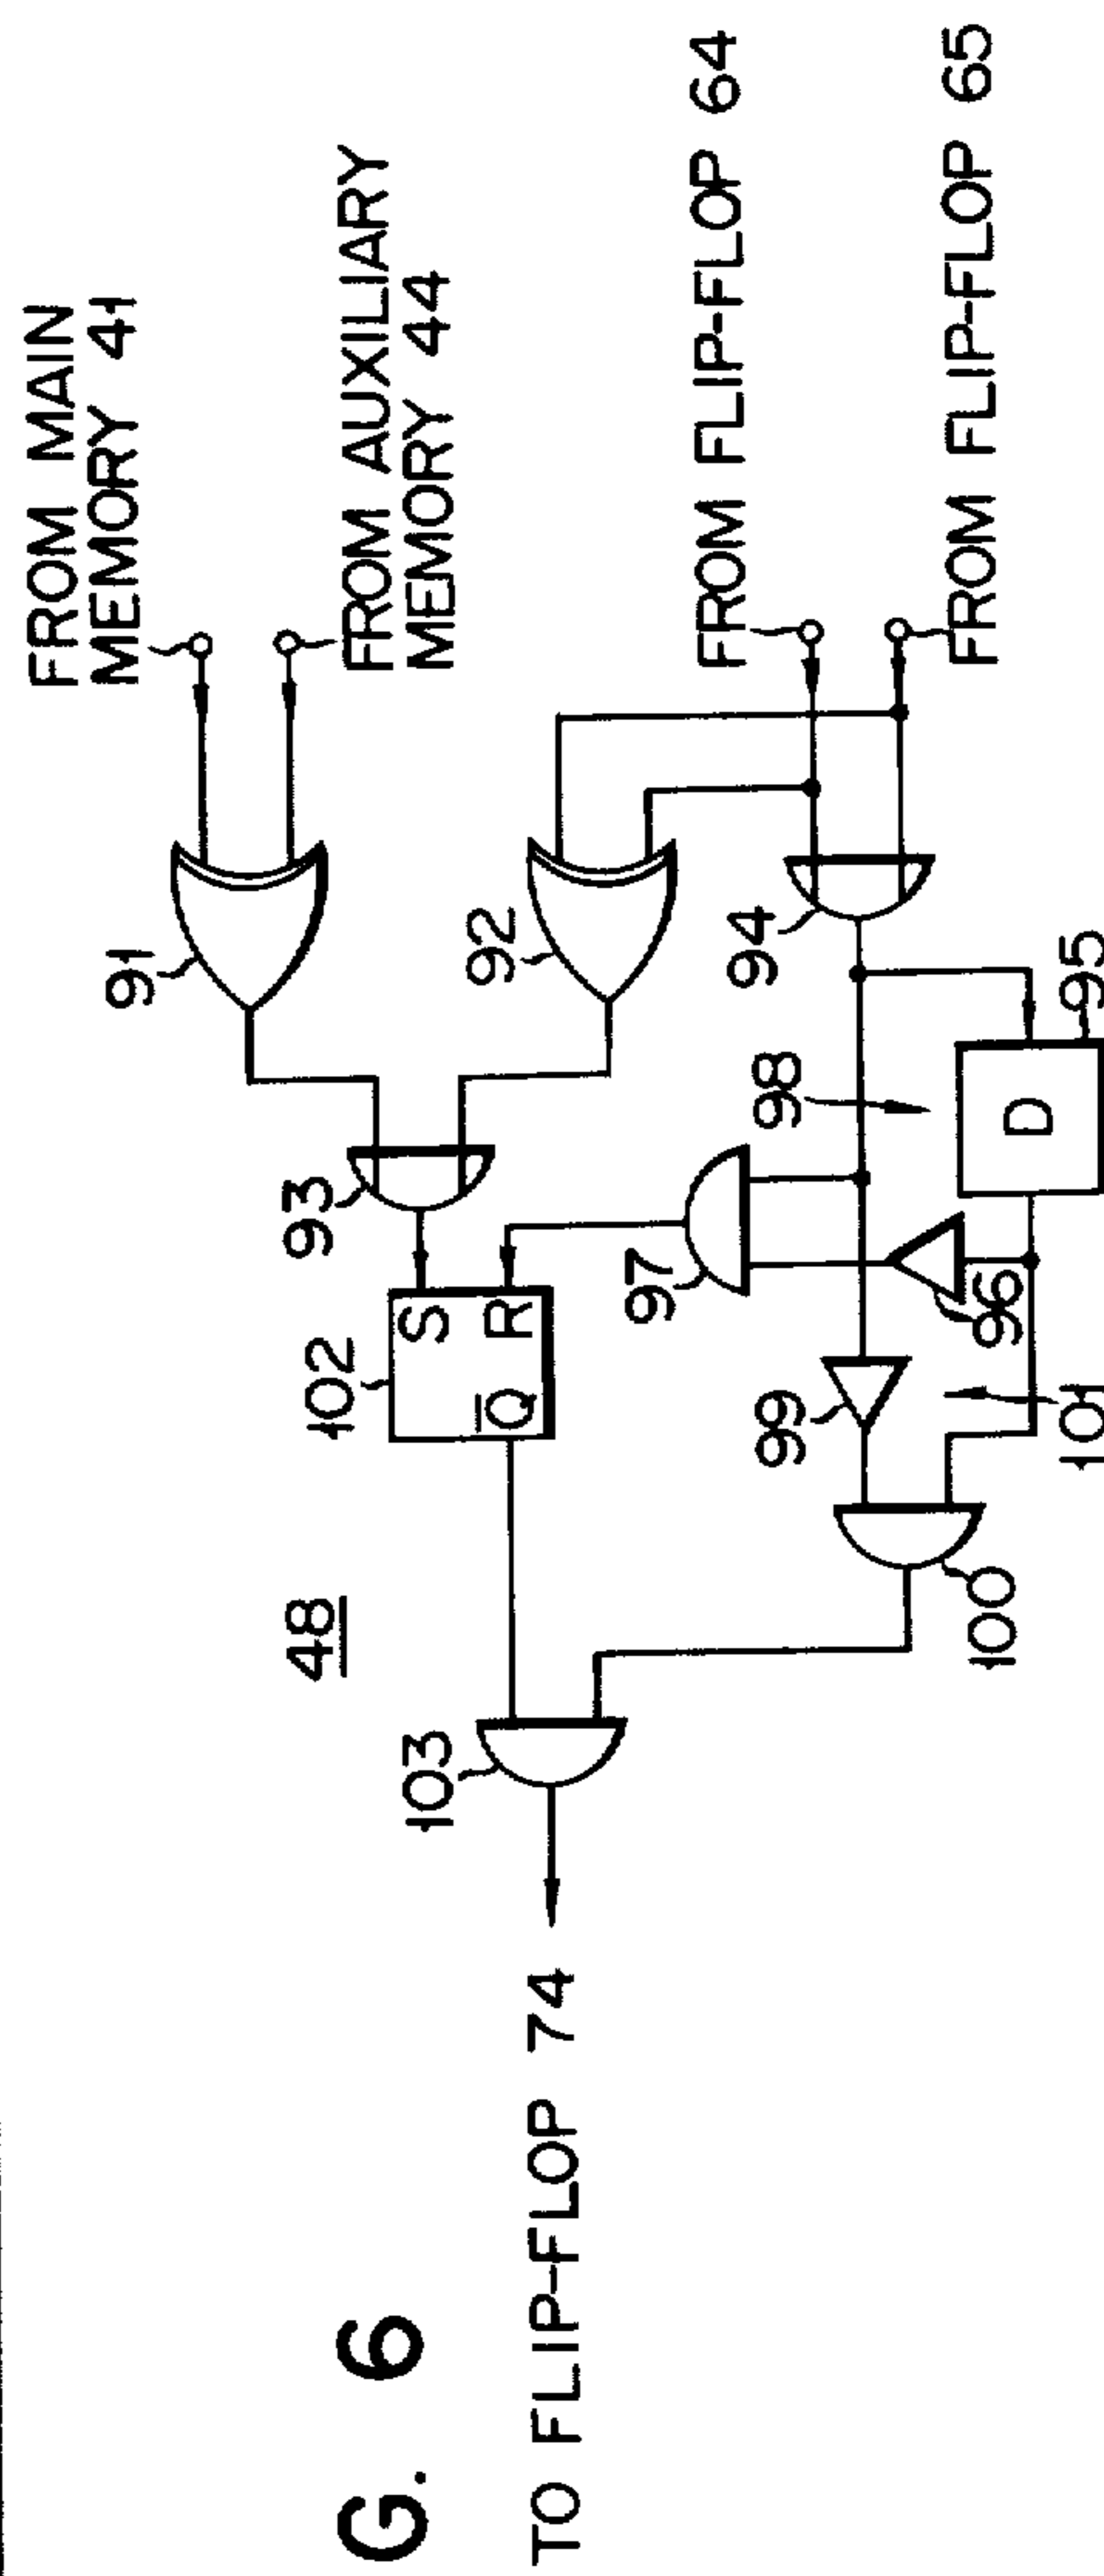 G. 6
FROM MAIN
MEMORY 41
FROM AUXILIARY
MEMORY 44
FROM FLIP-FLOP 64
FROM FLIP-FLOP 65
TO FLIP-FLOP 74
48
91
92
93
94
95
96
97
98
99
100
101
102
103
S
R
Q̅
D